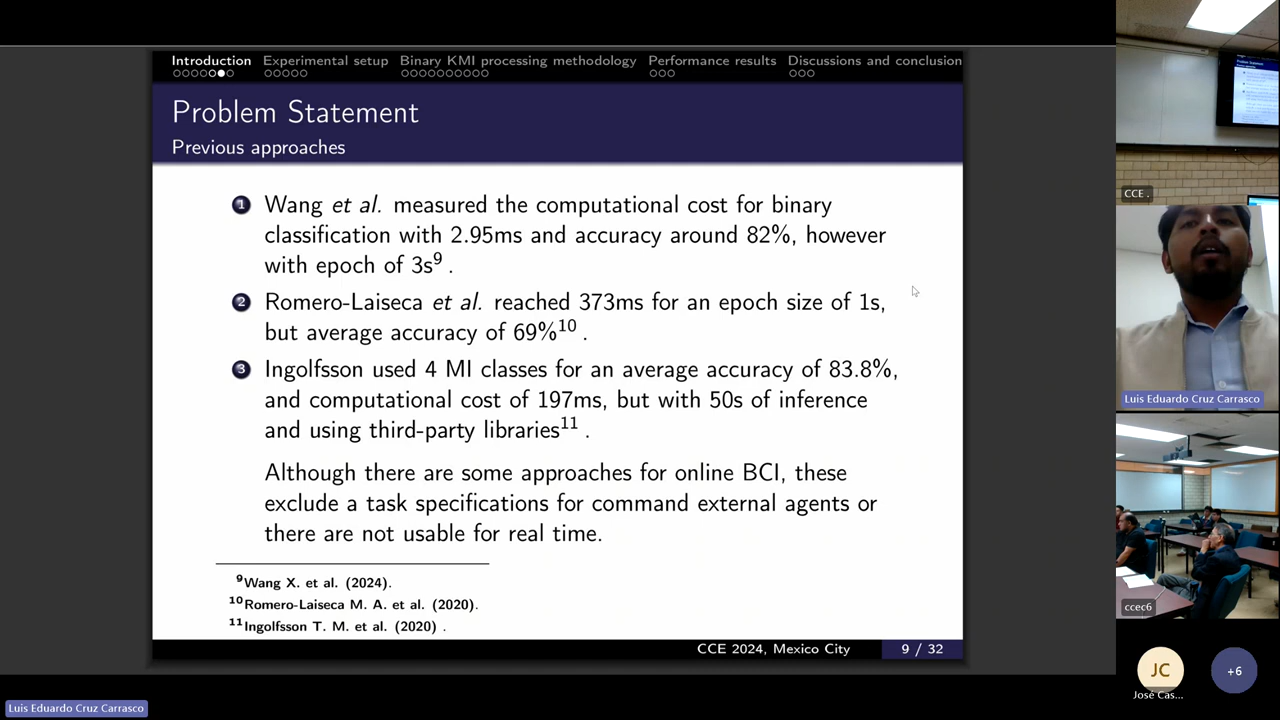 Introduction Experimental setup Binary KMI processing methodology Performance results Discussions and conclusion
Problem Statement
Previous approaches
1 Wang et al. measured the computational cost for binary
classification with 2.95ms and accuracy around 82%, however
with epoch of 3s9 .
2 Romero-Laiseca et al. reached 373ms for an epoch size of 1s,
but average accuracy of 69%10 .
3 Ingolfsson used 4 MI classes for an average accuracy of 83.8%,
and computational cost of 197ms, but with 50s of inference
and using third-party libraries11 .
Although there are some approaches for online BCI, these
exclude a task specifications for command external agents or
there are not usable for real time.
9Wang X. et al. (2024).
10Romero-Laiseca M. A. et al. (2020).
11Ingolfsson T. M. et al. (2020) .
CCE 2024, Mexico City 9 / 32
CCE .
Luis Eduardo Cruz Carrasco
ccec6
JC +6
José Cas...
Luis Eduardo Cruz Carrasco